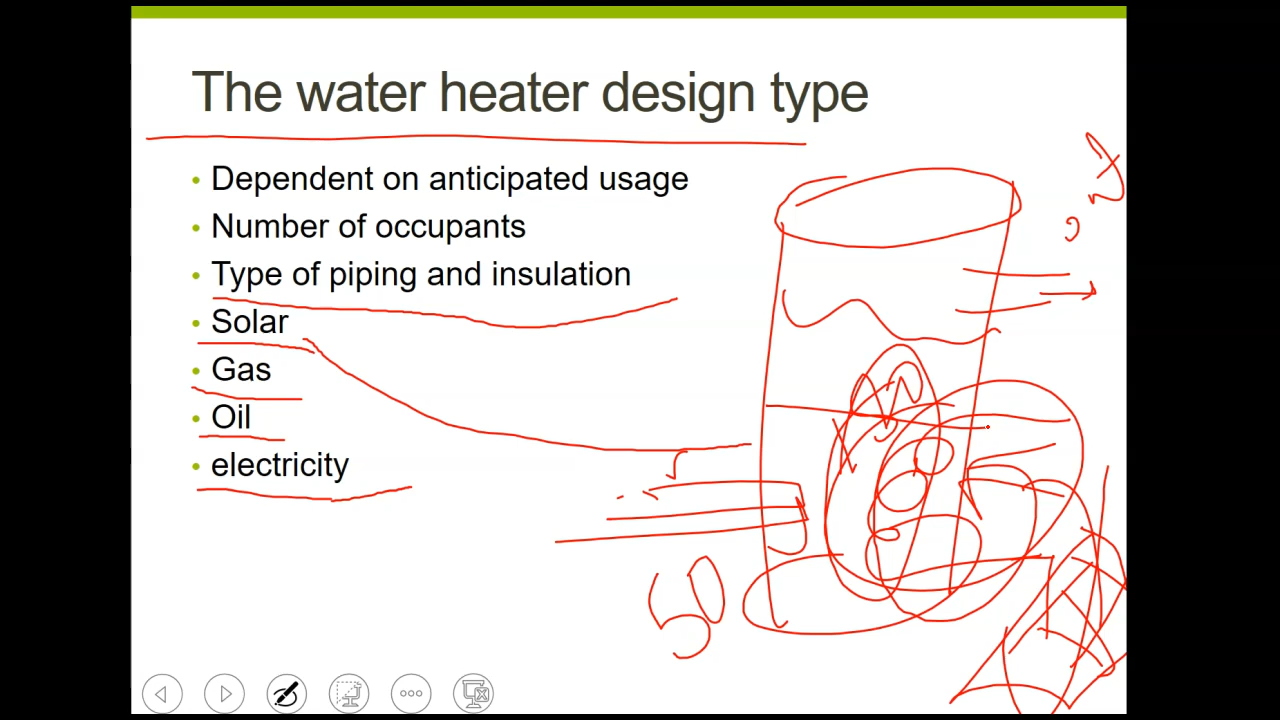 The water heater design type
• Dependent on anticipated usage
• Number of occupants
• Type of piping and insulation
• Solar
• Gas
• Oil
• electricity
50